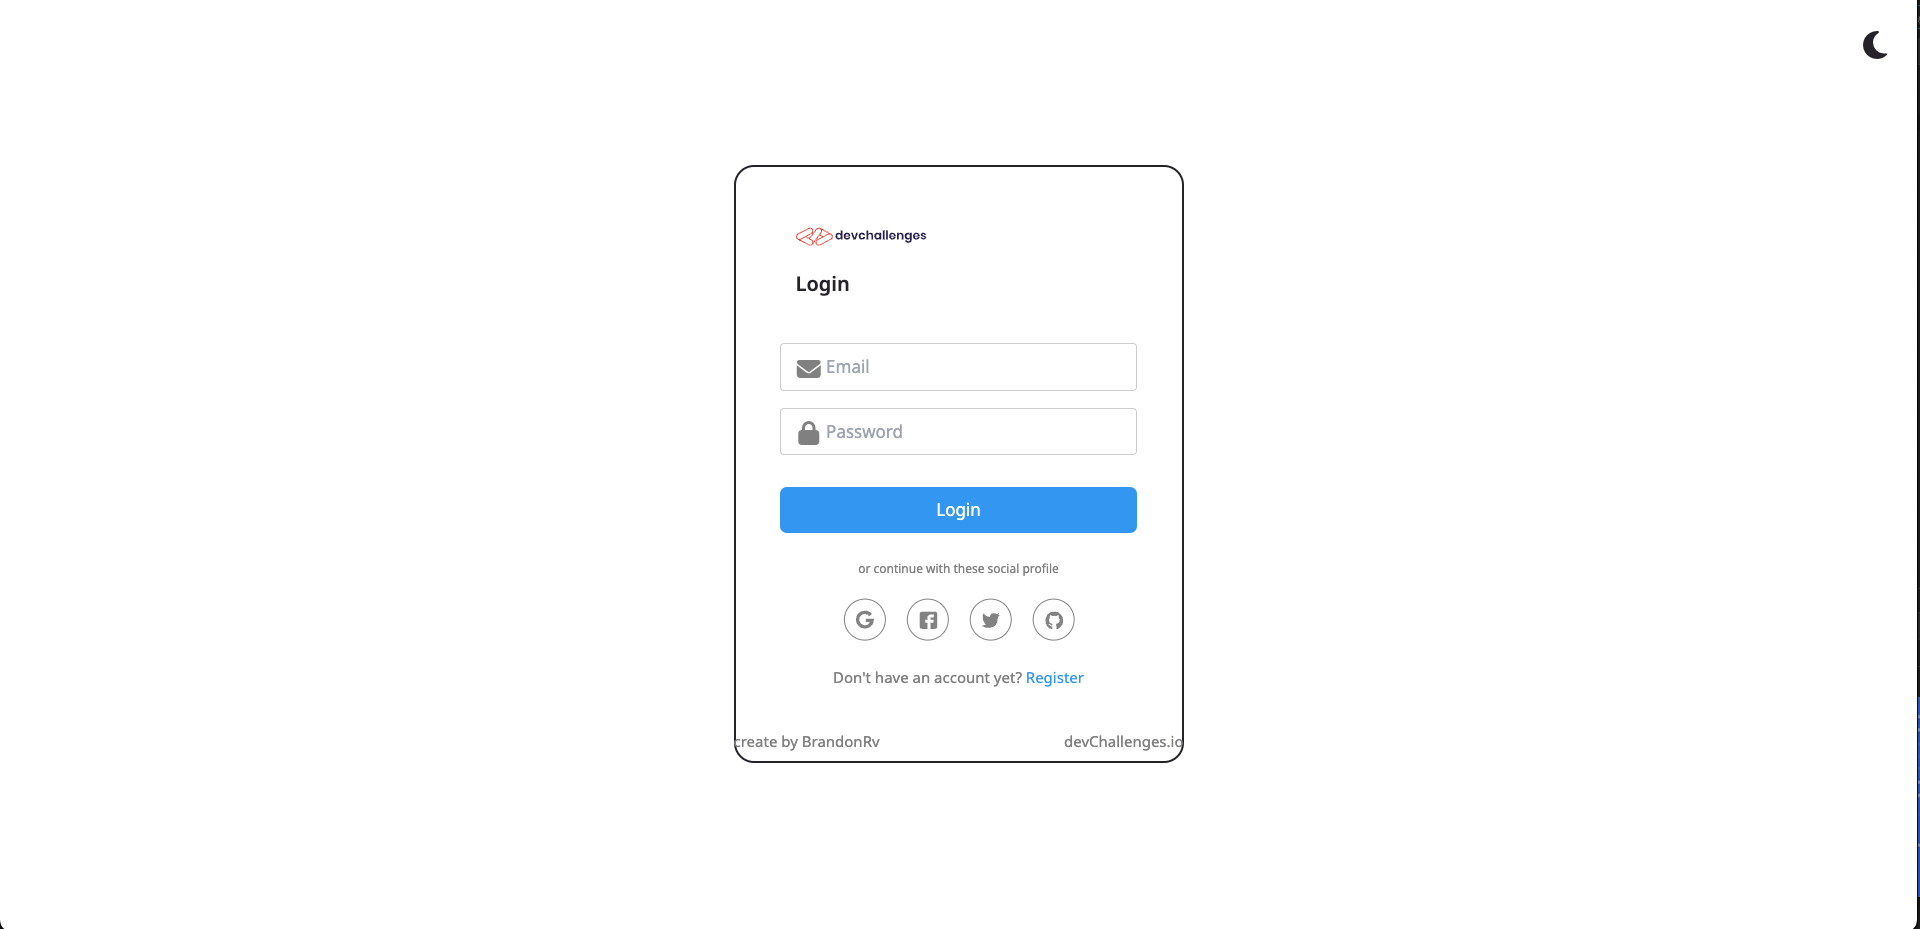 devchallenges
Login
Email
Password
Login
or continue with these social profile
Don't have an account yet? Register
create by BrandonRv
devChallenges.io